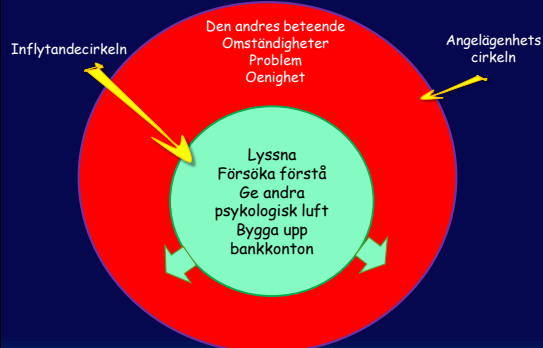 Inflytandecirkeln
Den andres beteende
Omständigheter
Problem
Oenighet
Angelägenhets
cirkeln
Lyssna
Försöka förstå
Ge andra
psykologisk luft
Bygga upp
bankkonton